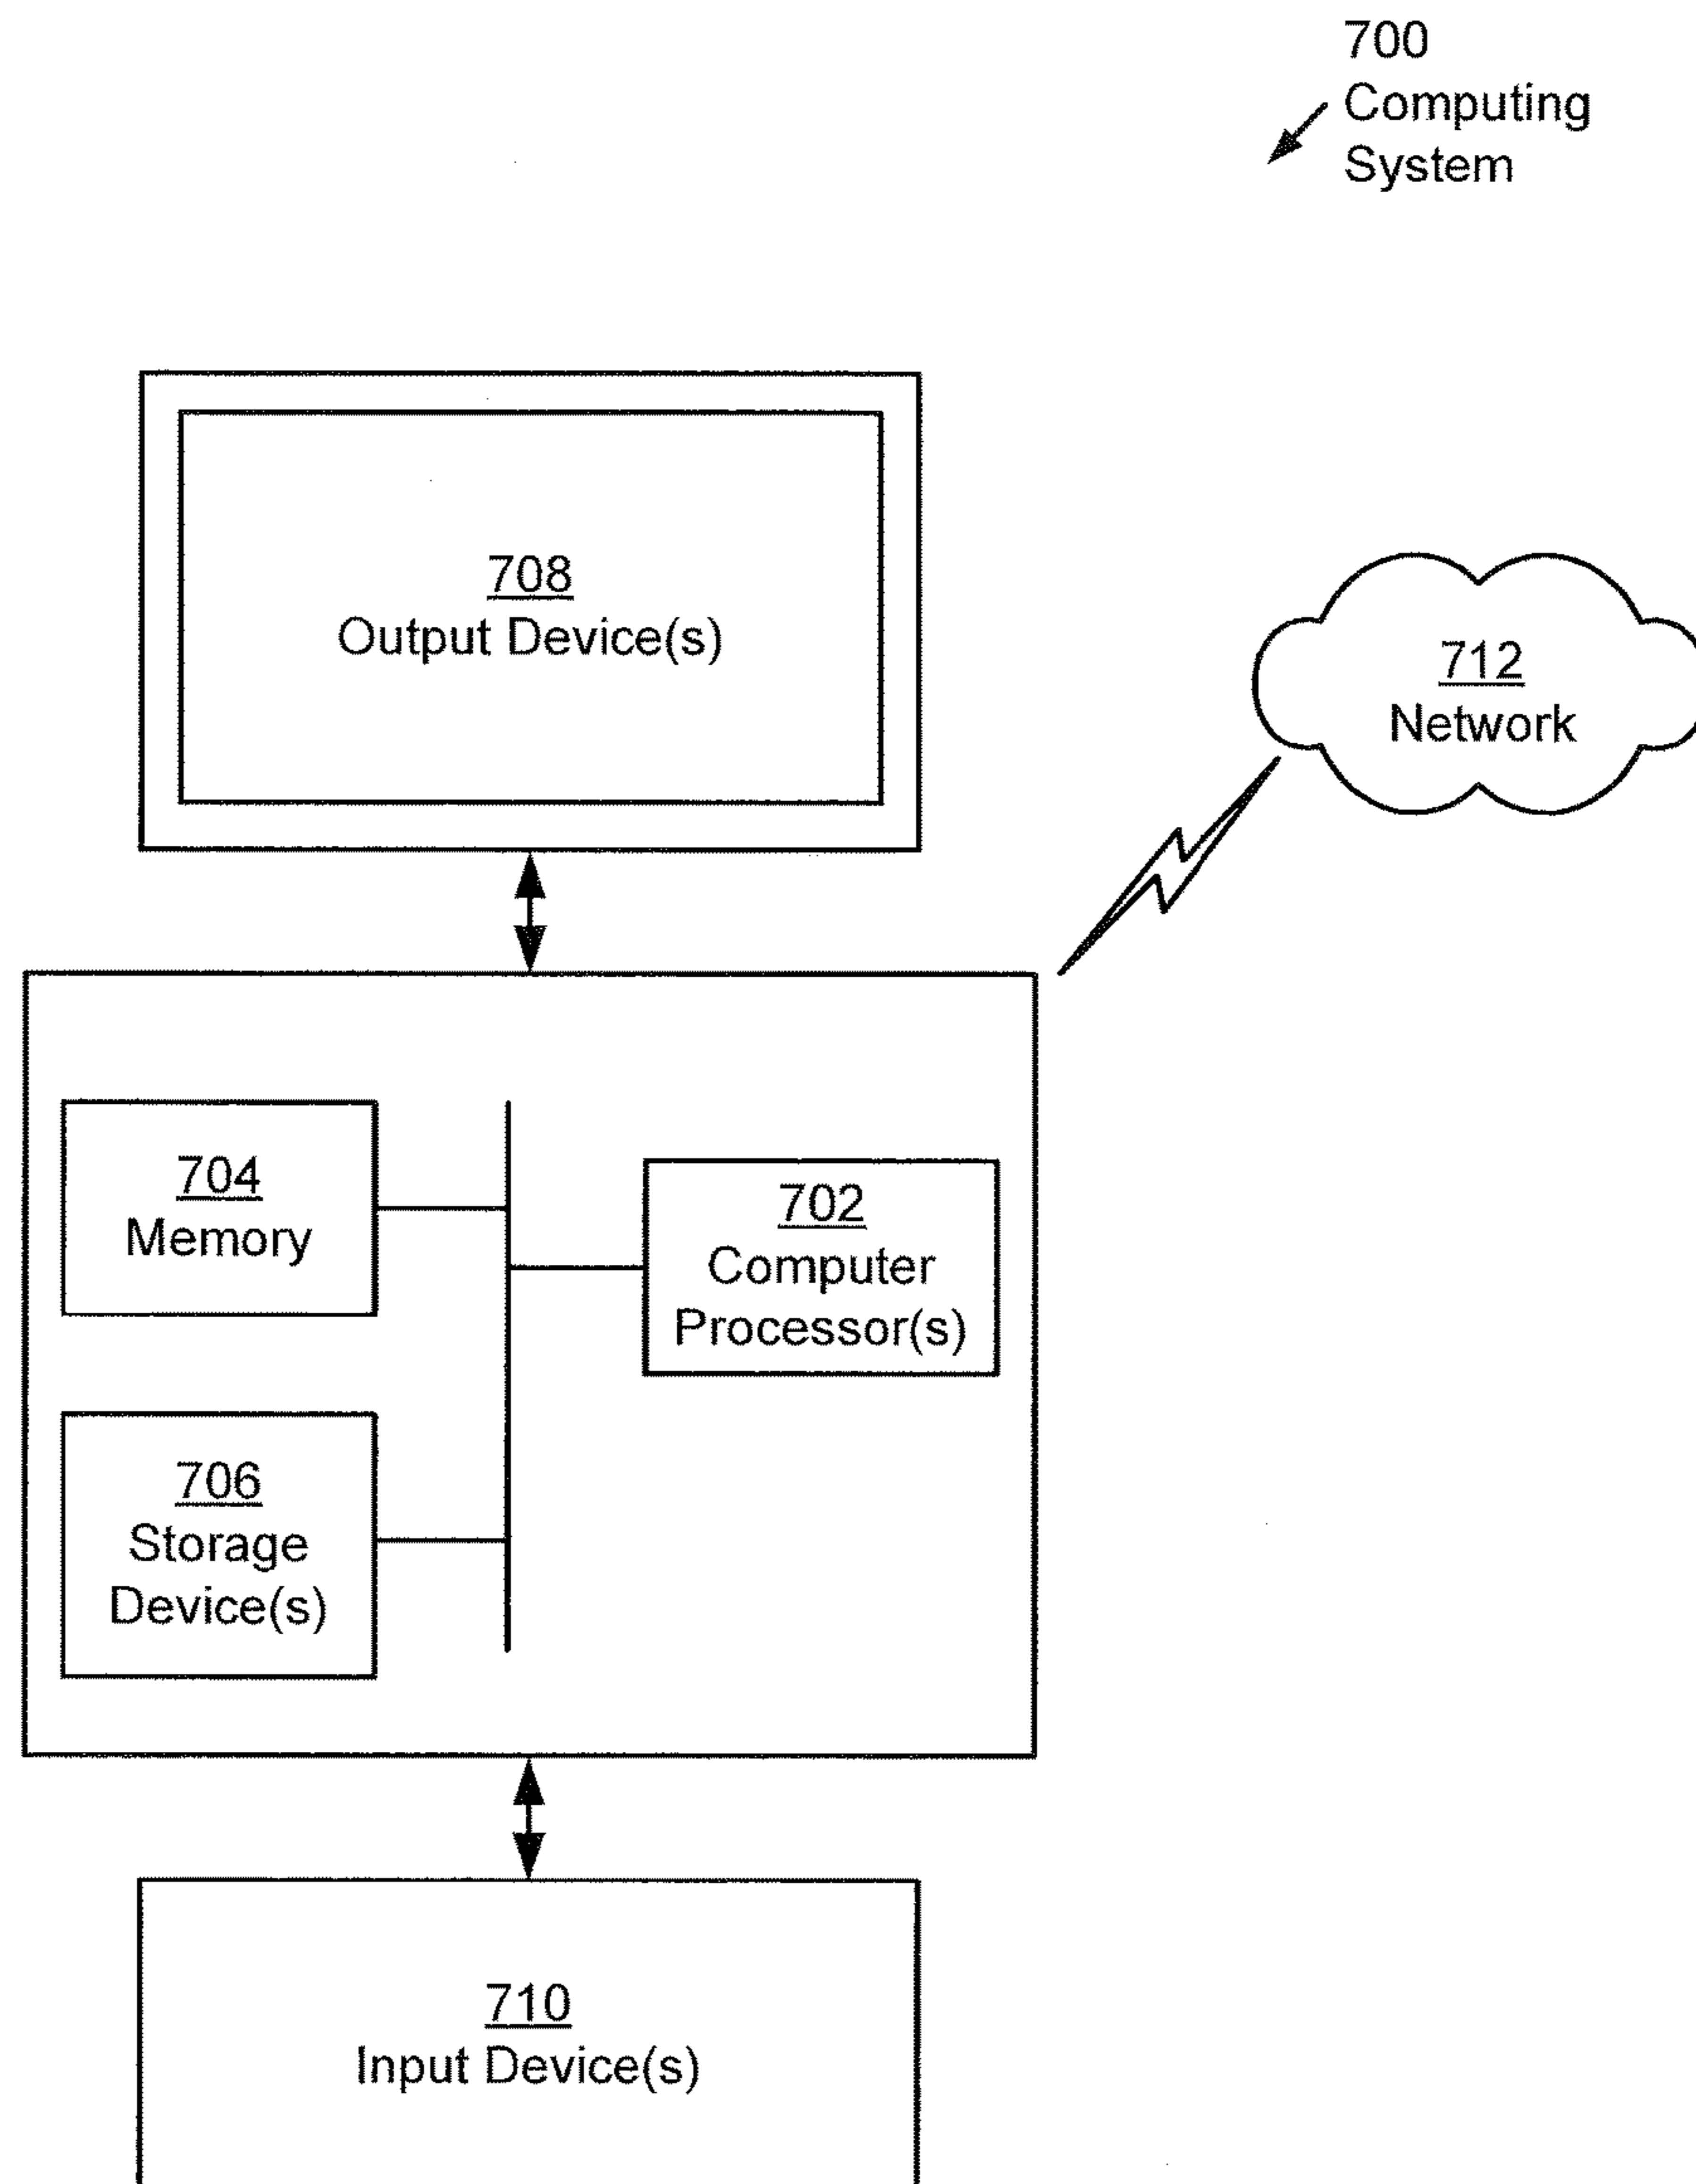 700
Computing
System
708
Output Device(s)
712
Network
704
Memory
702
Computer
Processor(s)
706
Storage
Device(s)
710
Input Device(s)